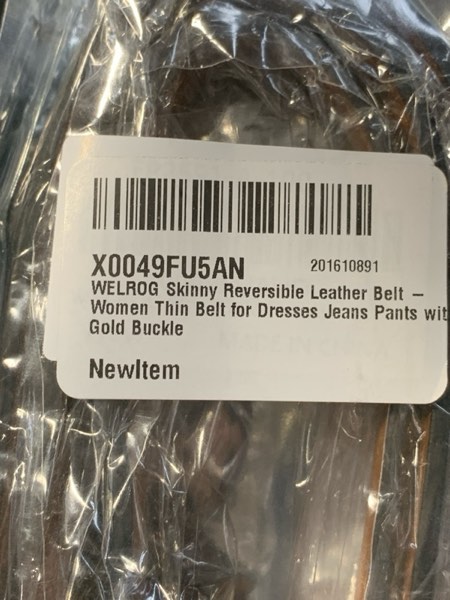 X0049FU5AN 201610891
WELROG Skinny Reversible Leather Belt –
Women Thin Belt for Dresses Jeans Pants wit
Gold Buckle
NewItem